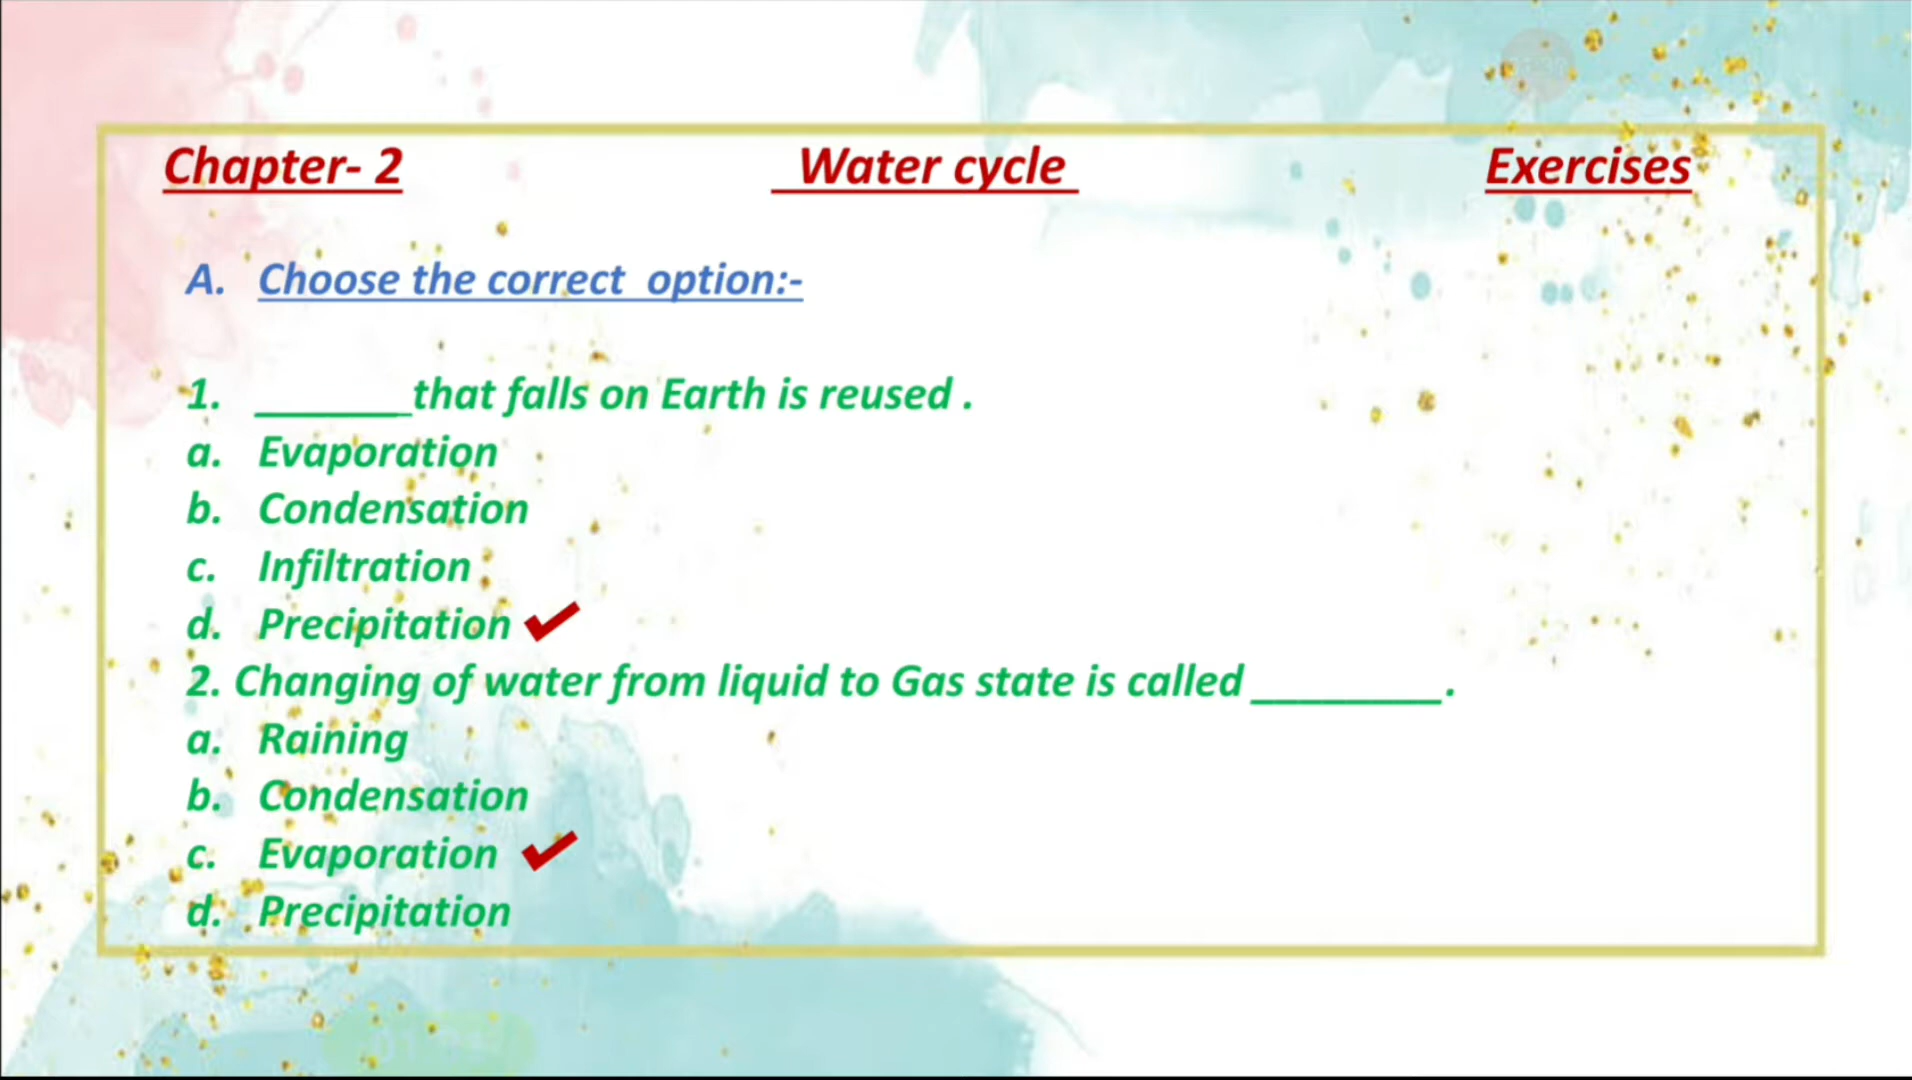 Chapter- 2 Water cycle Exercises
A. Choose the correct option:-
1. _______that falls on Earth is reused .
a. Evaporation
b. Condensation
c. Infiltration
d. Precipitation ✔
2. Changing of water from liquid to Gas state is called ________.
a. Raining
b. Condensation
c. Evaporation ✔
d. Precipitation